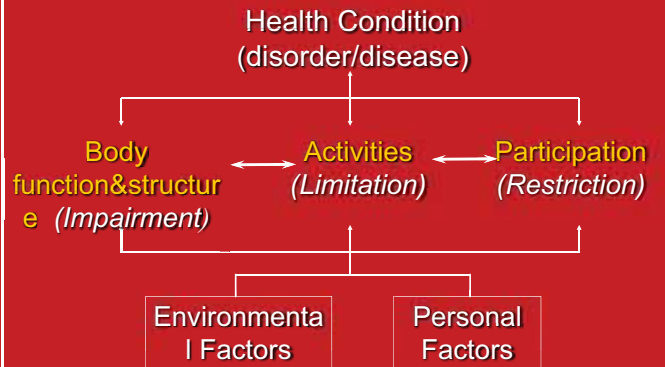 Health Condition
(disorder/disease)
Body
function&structur
e (Impairment)
Activities
(Limitation)
Participation
(Restriction)
Environmenta
l Factors
Personal
Factors